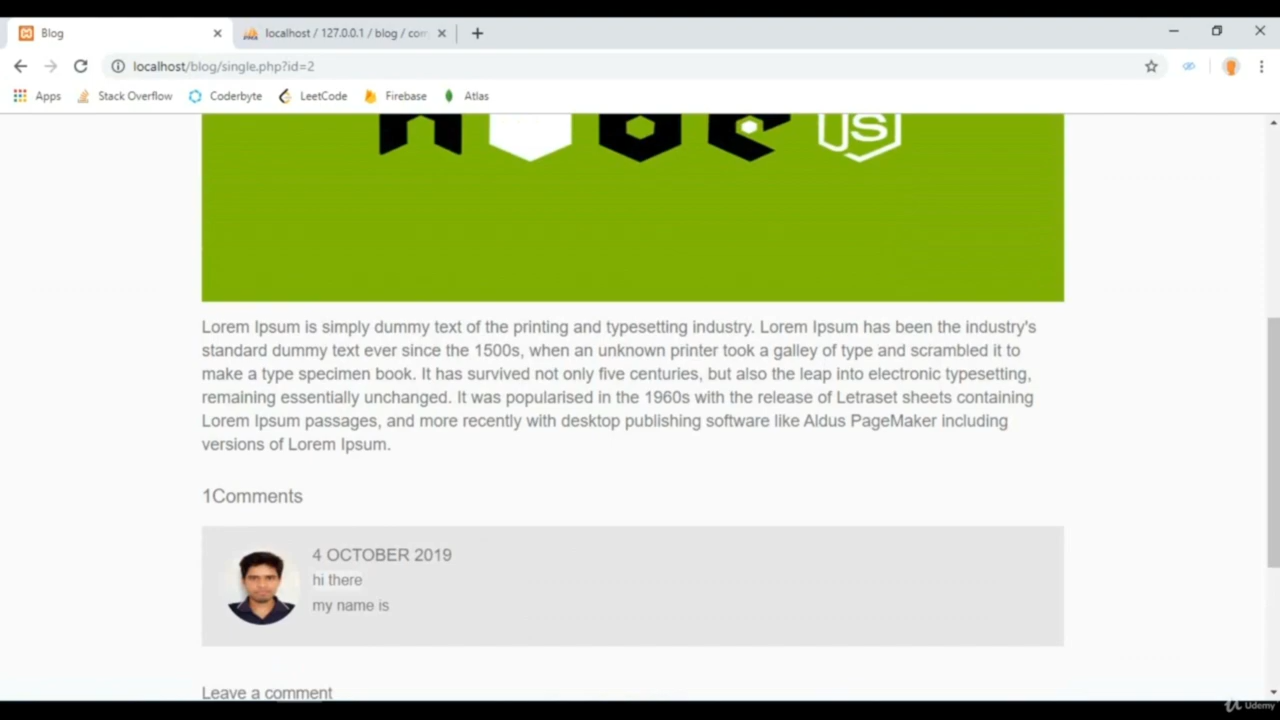 Blog
localhost / 127.0.0.1 / blog / com
localhost/blog/single.php?id=2
Apps
Stack Overflow
Coderbyte
LeetCode
Firebase
Atlas
JS
Lorem Ipsum is simply dummy text of the printing and typesetting industry. Lorem Ipsum has been the industry's
standard dummy text ever since the 1500s, when an unknown printer took a galley of type and scrambled it to
make a type specimen book. It has survived not only five centuries, but also the leap into electronic typesetting,
remaining essentially unchanged. It was popularised in the 1960s with the release of Letraset sheets containing
Lorem Ipsum passages, and more recently with desktop publishing software like Aldus PageMaker including
versions of Lorem Ipsum.
1Comments
4 OCTOBER 2019
hi there
my name is
Leave a comment
Udemy